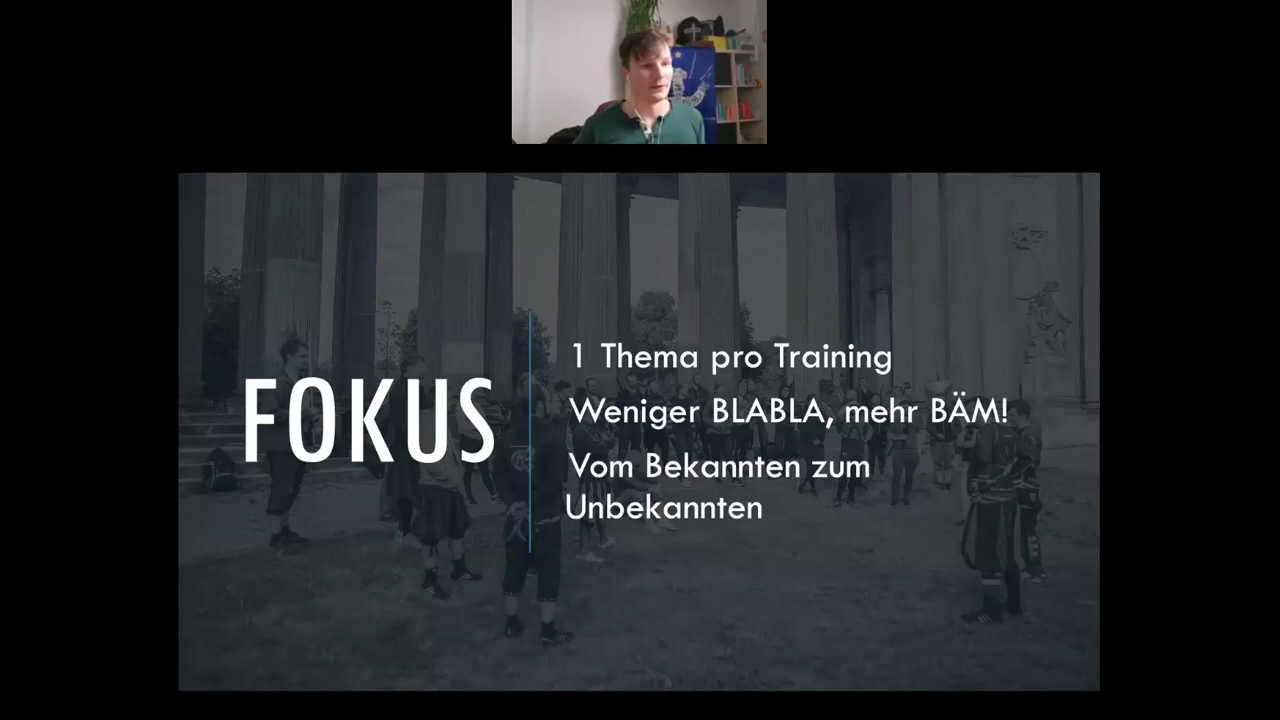 FOKUS
1 Thema pro Training
Weniger BLABLA, mehr BÄM!
Vom Bekannten zum
Unbekannten